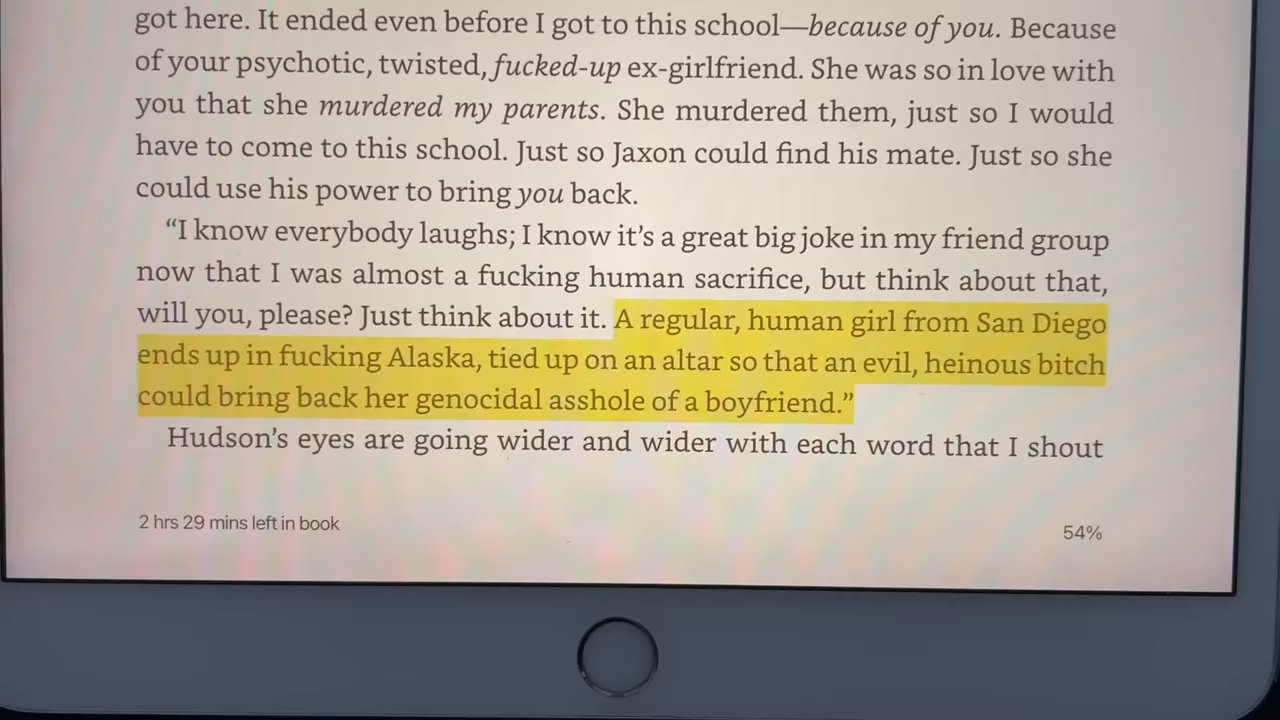 got here. It ended even before I got to this school—because of you. Because
of your psychotic, twisted, fucked-up ex-girlfriend. She was so in love with
you that she murdered my parents. She murdered them, just so I would
have to come to this school. Just so Jaxon could find his mate. Just so she
could use his power to bring you back.
“I know everybody laughs; I know it’s a great big joke in my friend group
now that I was almost a fucking human sacrifice, but think about that,
will you, please? Just think about it. A regular, human girl from San Diego
ends up in fucking Alaska, tied up on an altar so that an evil, heinous bitch
could bring back her genocidal asshole of a boyfriend.”
Hudson’s eyes are going wider and wider with each word that I shout
2 hrs 29 mins left in book
54%